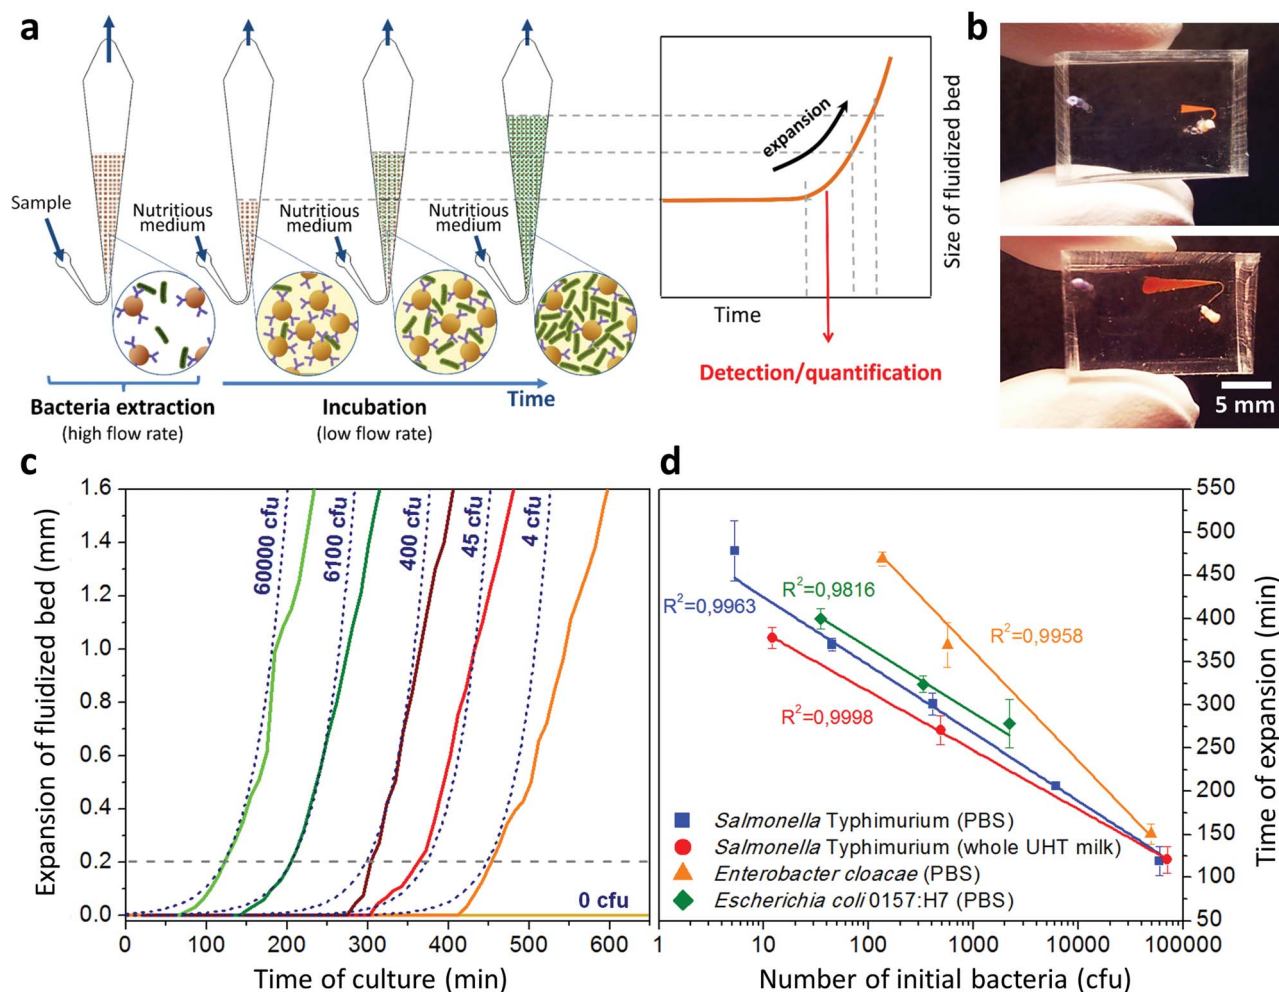 a
Sample
Nutritious
medium
Nutritious
medium
Nutritious
medium
Bacteria extraction
(high flow rate)
Incubation
(low flow rate)
Time
expansion
Size of fluidized bed
Time
Detection/quantification
b
5 mm
c
Expansion of fluidized bed (mm)
1.6
1.4
1.2
1.0
0.8
0.6
0.4
0.2
0.0
60000 cfu
6100 cfu
400 cfu
45 cfu
4 cfu
0 cfu
0 100 200 300 400 500 600
Time of culture (min)
d
R²=0,9963
R²=0,9816
R²=0,9958
R²=0,9998
Salmonella Typhimurium (PBS)
Salmonella Typhimurium (whole UHT milk)
Enterobacter cloacae (PBS)
Escherichia coli 0157:H7 (PBS)
550
500
450
400
350
300
250
200
150
100
50
Time of expansion (min)
1 10 100 1000 10000 100000
Number of initial bacteria (cfu)